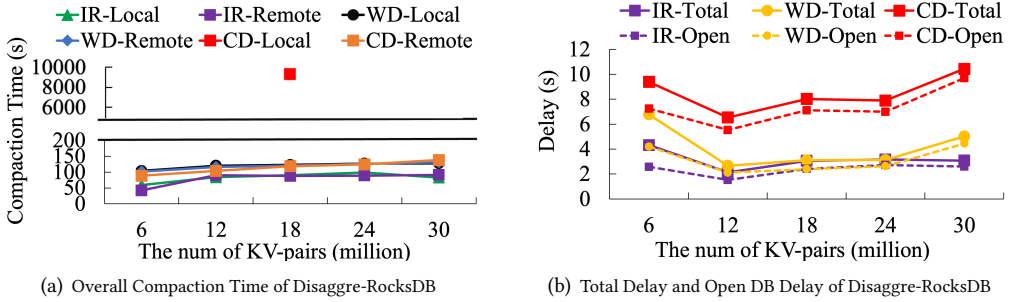 IR-Local IR-Remote WD-Local
WD-Remote CD-Local CD-Remote
Compaction Time (s)
10000
8000
6000
200
150
100
50
0
6 12 18 24 30
The num of KV-pairs (million)
(a) Overall Compaction Time of Disaggre-RocksDB
IR-Total WD-Total CD-Total
IR-Open WD-Open CD-Open
Delay (s)
12
10
8
6
4
2
0
6 12 18 24 30
The num of KV-pairs (million)
(b) Total Delay and Open DB Delay of Disaggre-RocksDB